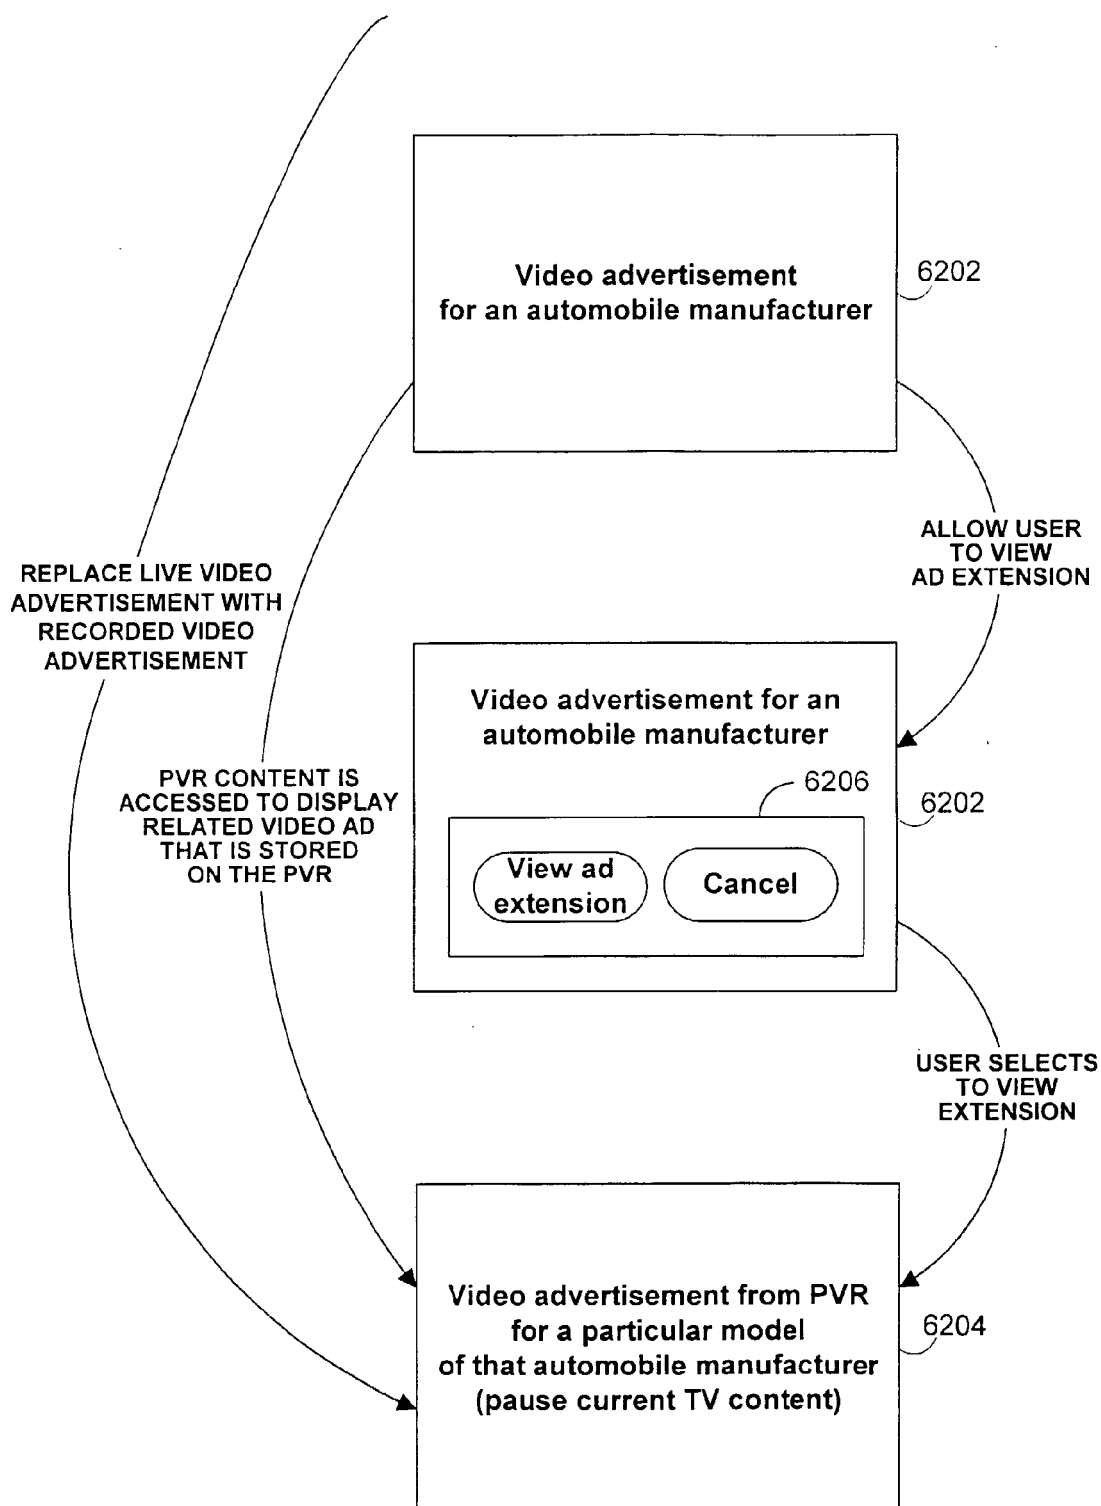 Video advertisement
for an automobile manufacturer
6202
ALLOW USER
TO VIEW
AD EXTENSION
REPLACE LIVE VIDEO
ADVERTISEMENT WITH
RECORDED VIDEO
ADVERTISEMENT
Video advertisement for an
automobile manufacturer
6206
6202
PVR CONTENT IS
ACCESSED TO DISPLAY
RELATED VIDEO AD
THAT IS STORED
ON THE PVR
View ad
extension
Cancel
USER SELECTS
TO VIEW
EXTENSION
Video advertisement from PVR
for a particular model
of that automobile manufacturer
(pause current TV content)
6204